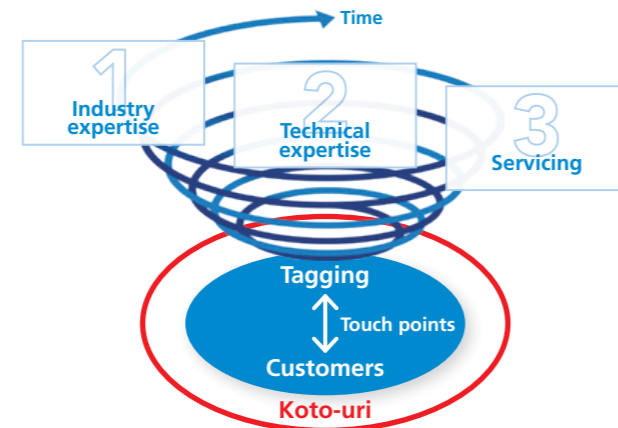 Time
1
Industry
expertise
2
Technical
expertise
3
Servicing
Tagging
Touch points
Customers
Koto-uri